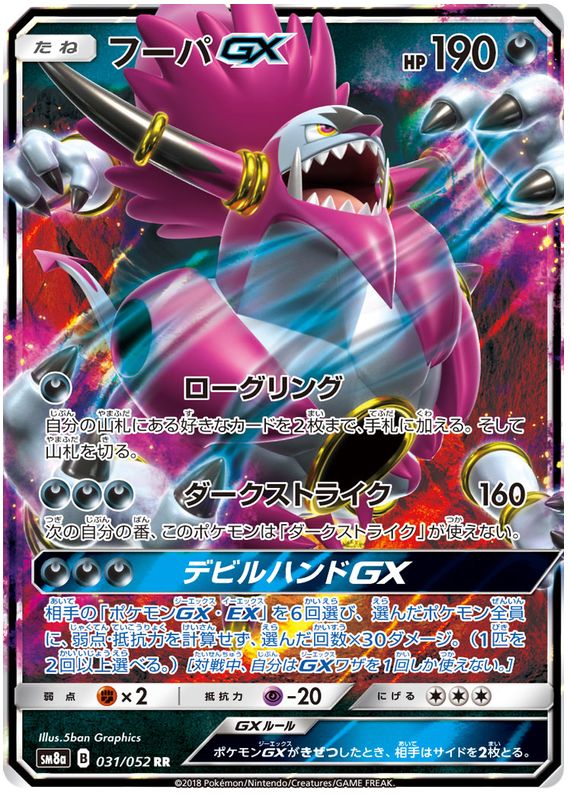 たね フーパGX HP190
ローグリング
自分の山札にある好きなカードを2枚まで、手札に加える。そして
山札を切る。
ダークストライク 160
次の自分の番、このポケモンは「ダークストライク」が使えない。
デビルハンドGX
相手の「ポケモンGX・EX」を6回選び、選んだポケモン全員
に、弱点・抵抗力を計算せず、選んだ回数×30ダメージ。（1匹を
2回以上選べる。）［対戦中、自分はGXワザを1回しか使えない。］
弱点 ×2 抵抗力 -20 にげる
GXルール
ポケモンGXがきぜつしたとき、相手はサイドを2枚とる。
Illus.5ban Graphics
SM8a B 031/052 RR
©2018 Pokémon/Nintendo/Creatures/GAME FREAK.